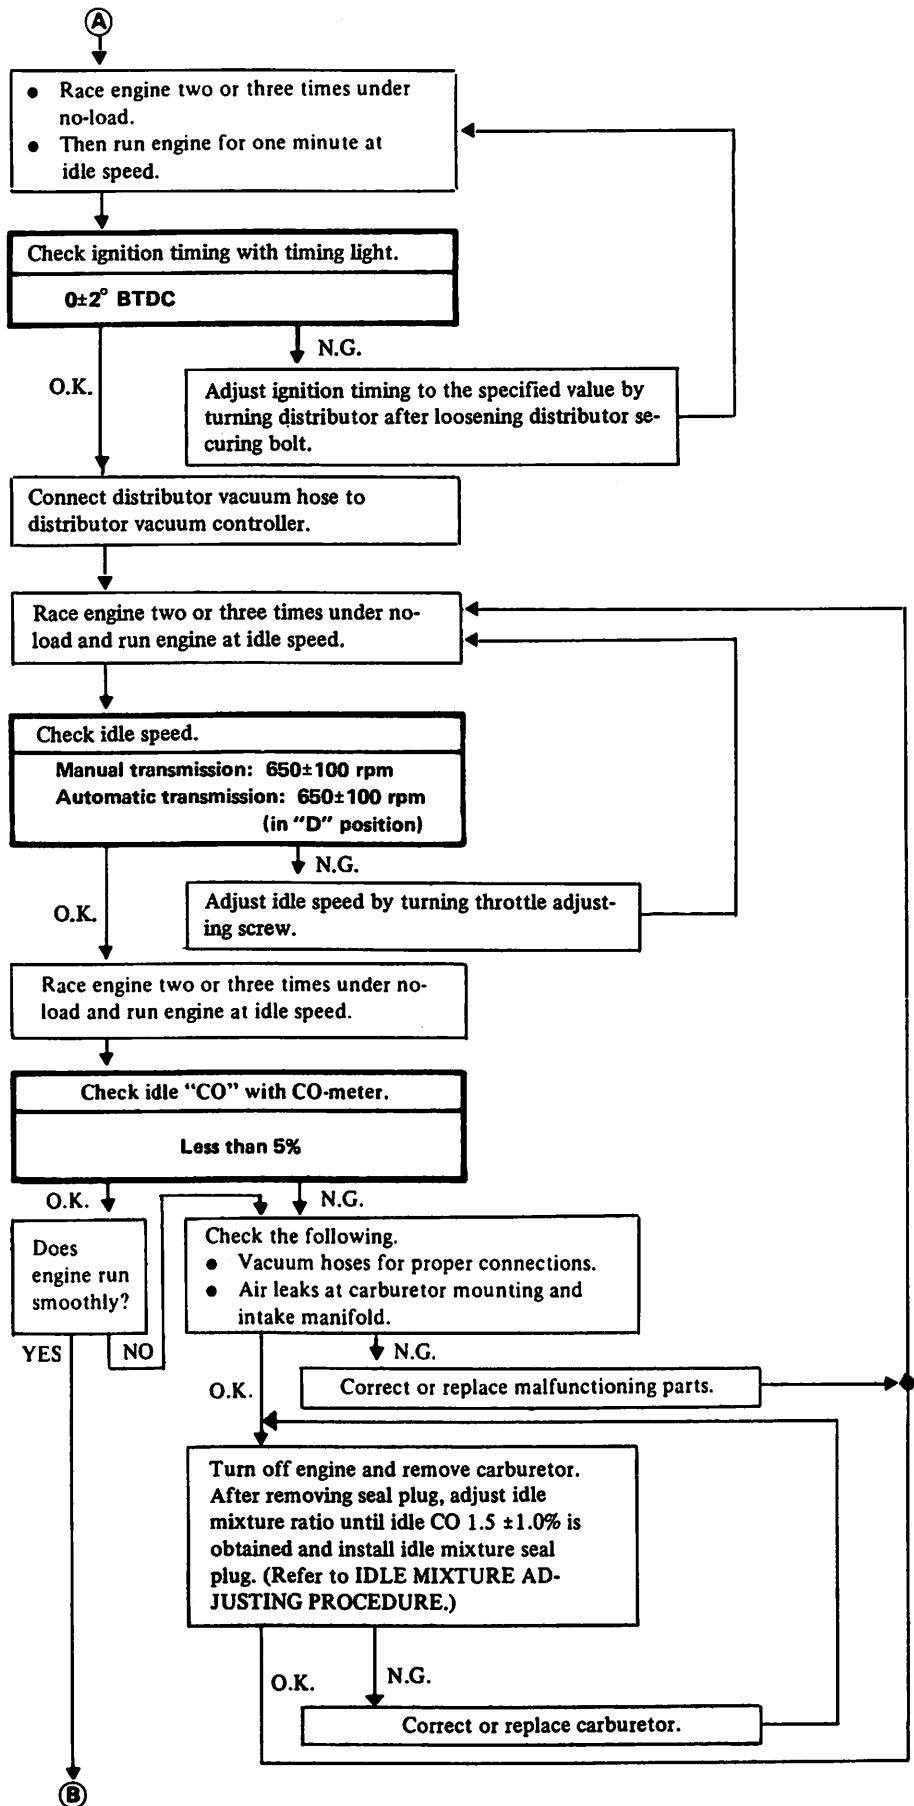 A
● Race engine two or three times under
no-load.
● Then run engine for one minute at
idle speed.
Check ignition timing with timing light.
0±2° BTDC
N.G.
O.K.
Adjust ignition timing to the specified value by
turning distributor after loosening distributor se-
curing bolt.
Connect distributor vacuum hose to
distributor vacuum controller.
Race engine two or three times under no-
load and run engine at idle speed.
Check idle speed.
Manual transmission: 650±100 rpm
Automatic transmission: 650±100 rpm
(in "D" position)
N.G.
O.K.
Adjust idle speed by turning throttle adjust-
ing screw.
Race engine two or three times under no-
load and run engine at idle speed.
Check idle "CO" with CO-meter.
Less than 5%
O.K.
N.G.
Does
engine run
smoothly?
Check the following.
● Vacuum hoses for proper connections.
● Air leaks at carburetor mounting and
intake manifold.
YES
NO
N.G.
O.K.
Correct or replace malfunctioning parts.
Turn off engine and remove carburetor.
After removing seal plug, adjust idle
mixture ratio until idle CO 1.5 ±1.0% is
obtained and install idle mixture seal
plug. (Refer to IDLE MIXTURE AD-
JUSTING PROCEDURE.)
O.K.
N.G.
Correct or replace carburetor.
B